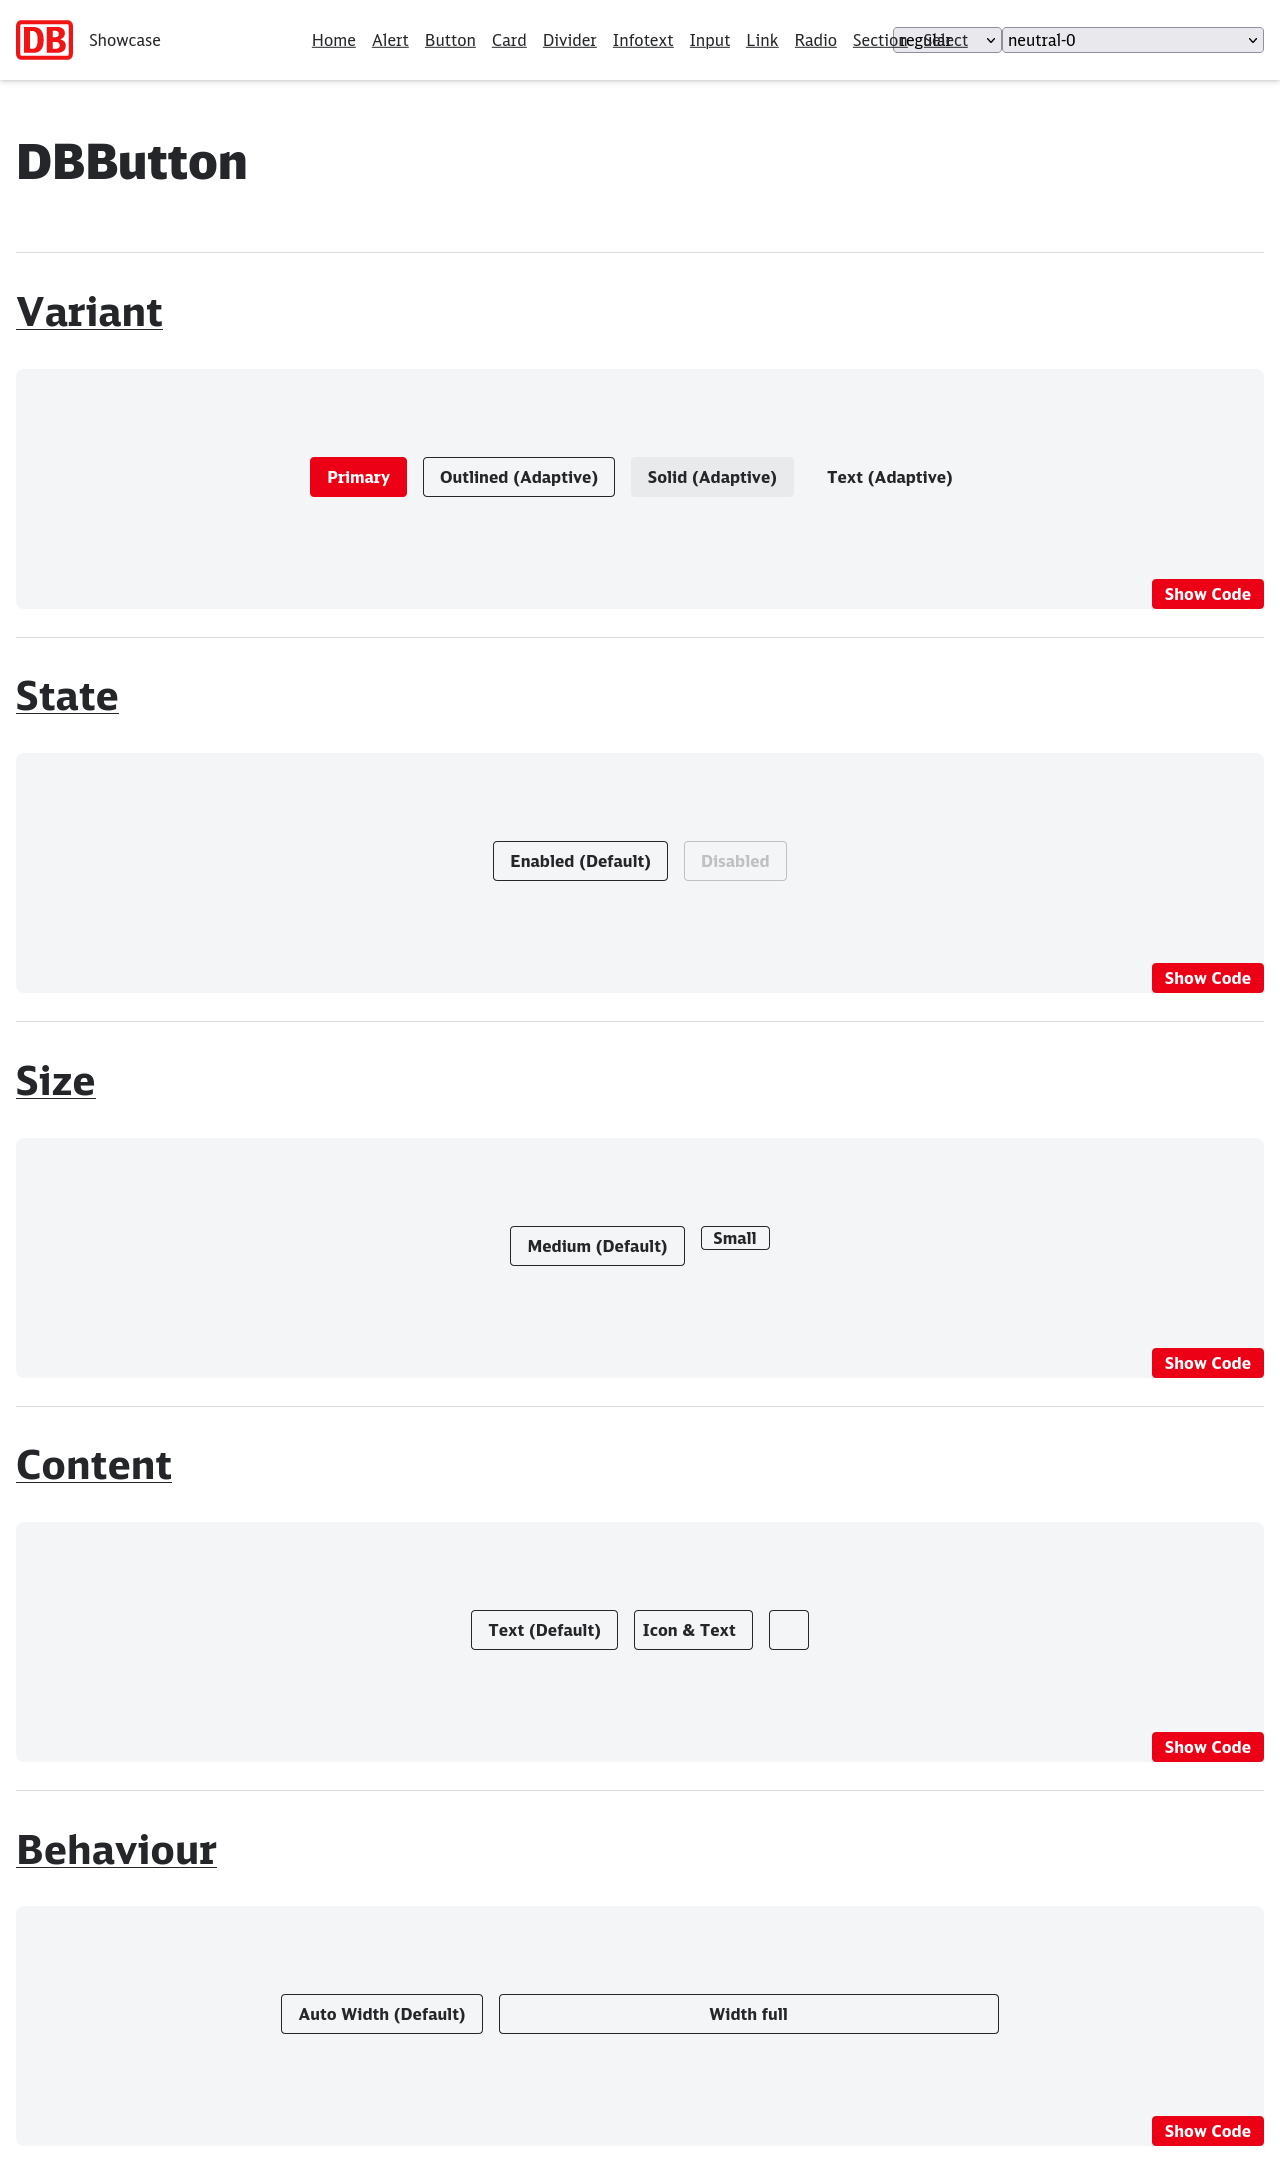 DB Showcase Home Alert Button Card Divider Infotext Input Link Radio Section Select regular neutral-0
DBButton
Variant
Primary Outlined (Adaptive) Solid (Adaptive) Text (Adaptive)
Show Code
State
Enabled (Default) Disabled
Show Code
Size
Medium (Default) Small
Show Code
Content
Text (Default) Icon & Text
Show Code
Behaviour
Auto Width (Default) Width full
Show Code